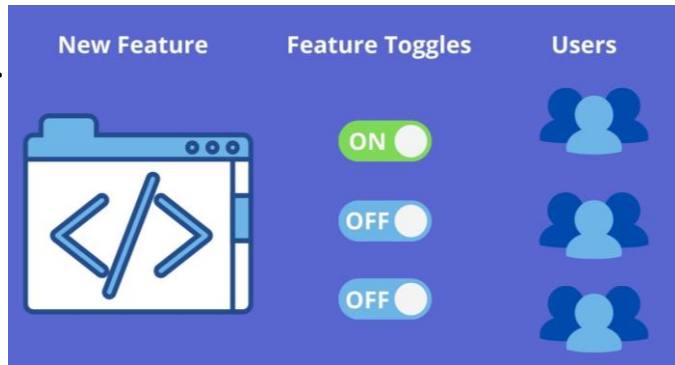 New Feature
Feature Toggles
Users
</>
ON
OFF
OFF